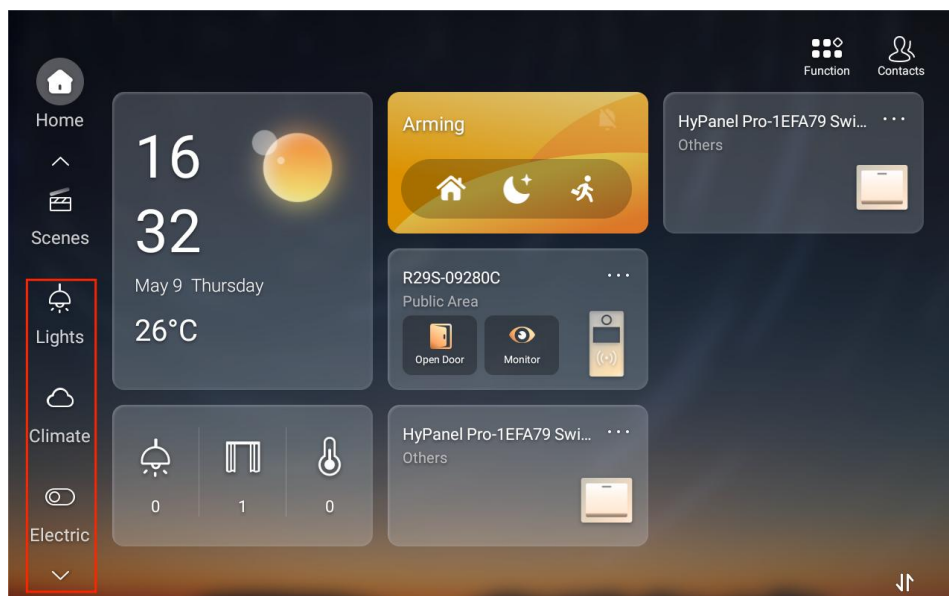 Function
Contacts
Home
Scenes
Lights
Climate
Electric
16
32
May 9 Thursday
26°C
0
1
0
Arming
R29S-09280C
Public Area
Open Door
Monitor
HyPanel Pro-1EFA79 Swi...
Others
HyPanel Pro-1EFA79 Swi...
Others